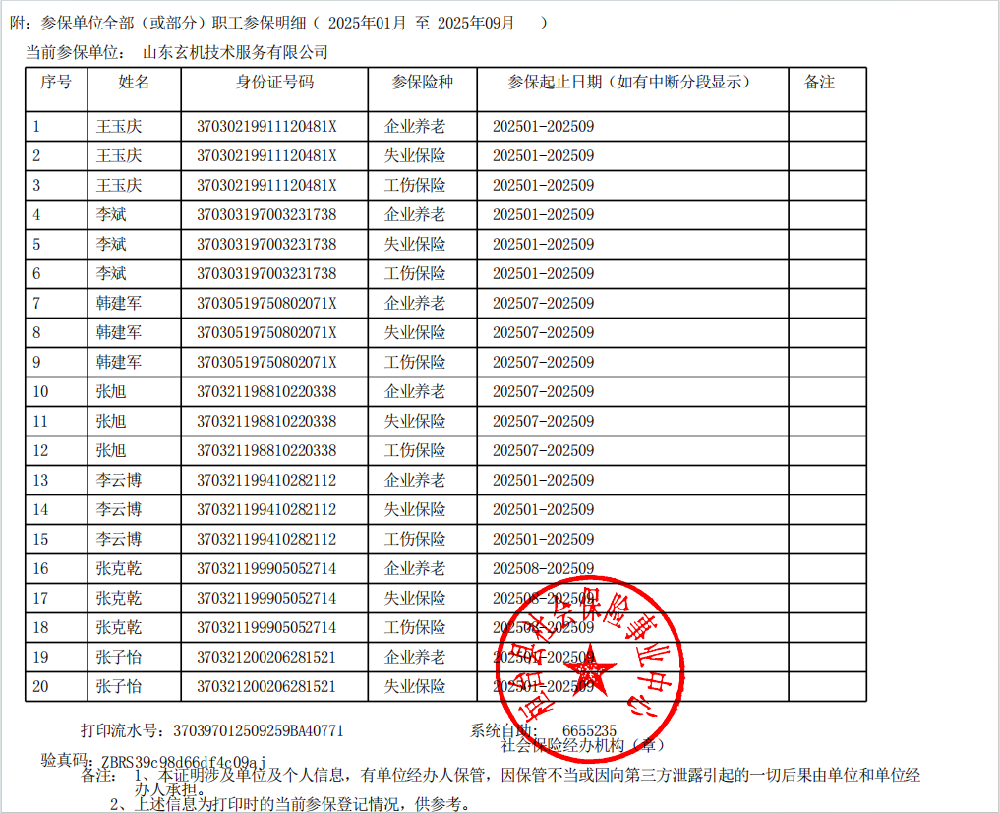 附：参保单位全部（或部分）职工参保明细（ 2025年01月 至 2025年09月 ）
当前参保单位： 山东玄机技术服务有限公司
序号 姓名 身份证号码 参保险种 参保起止日期（如有中断分段显示） 备注
1 王玉庆 37030219911120481X 企业养老 202501-202509
2 王玉庆 37030219911120481X 失业保险 202501-202509
3 王玉庆 37030219911120481X 工伤保险 202501-202509
4 李斌 370303197003231738 企业养老 202501-202509
5 李斌 370303197003231738 失业保险 202501-202509
6 李斌 370303197003231738 工伤保险 202501-202509
7 韩建军 37030519750802071X 企业养老 202507-202509
8 韩建军 37030519750802071X 失业保险 202507-202509
9 韩建军 37030519750802071X 工伤保险 202507-202509
10 张旭 370321198810220338 企业养老 202507-202509
11 张旭 370321198810220338 失业保险 202507-202509
12 张旭 370321198810220338 工伤保险 202507-202509
13 李云博 370321199410282112 企业养老 202501-202509
14 李云博 370321199410282112 失业保险 202501-202509
15 李云博 370321199410282112 工伤保险 202501-202509
16 张克乾 370321199905052714 企业养老 202508-202509
17 张克乾 370321199905052714 失业保险 202508-202509
18 张克乾 370321199905052714 工伤保险 202508-202509
19 张子怡 370321200206281521 企业养老 202501-202509
20 张子怡 370321200206281521 失业保险 202501-202509
桓台县社会保险事业中心
打印流水号：370397012509259BA40771 系统自助： 6655235
社会保险经办机构（章）
验真码：ZBRS39c98d66df4c09aj
备注： 1、本证明涉及单位及个人信息，有单位经办人保管，因保管不当或因向第三方泄露引起的一切后果由单位和单位经
办人承担。
2、上述信息为打印时的当前参保登记情况，供参考。